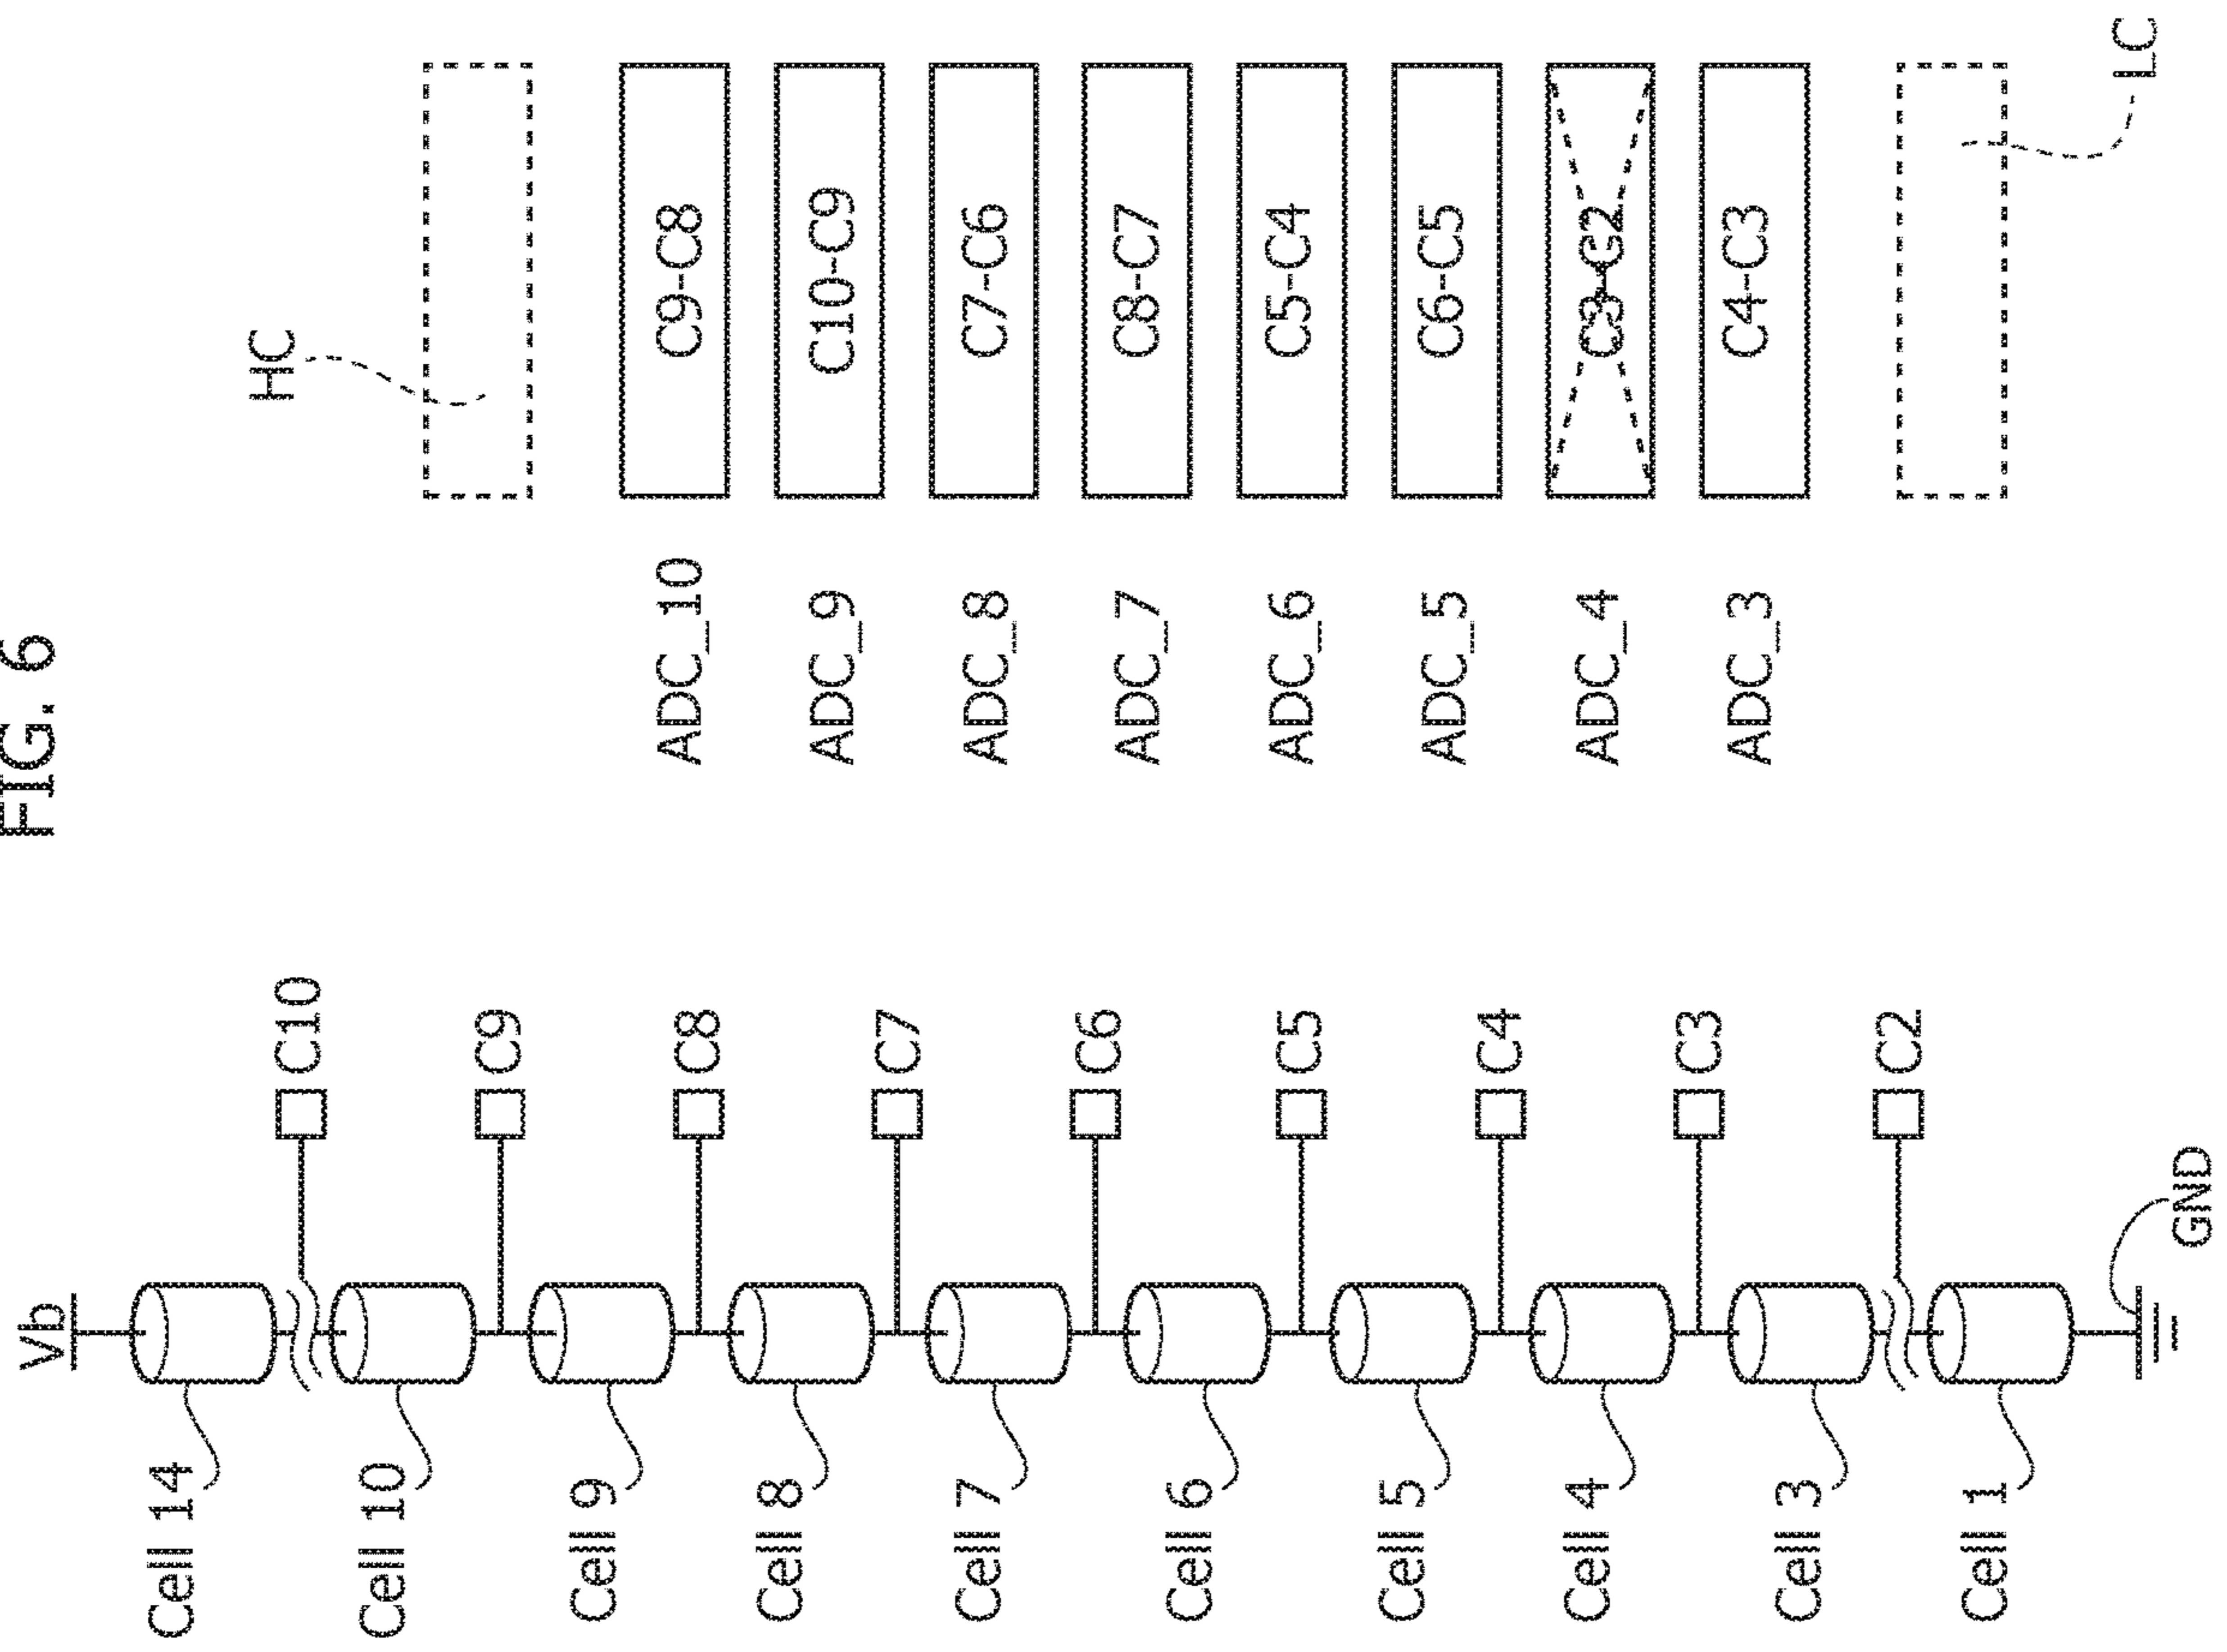 FIG. 6
Vb
Cell 14
C10
Cell 10
C9
Cell 9
C8
Cell 8
C7
Cell 7
C6
Cell 6
C5
Cell 5
C4
Cell 4
C3
Cell 3
C2
Cell 1
GND
HC
ADC_10 C9-C8
ADC_9 C10-C9
ADC_8 C7-C6
ADC_7 C8-C7
ADC_6 C5-C4
ADC_5 C6-C5
ADC_4 C3-C2
ADC_3 C4-C3
LC